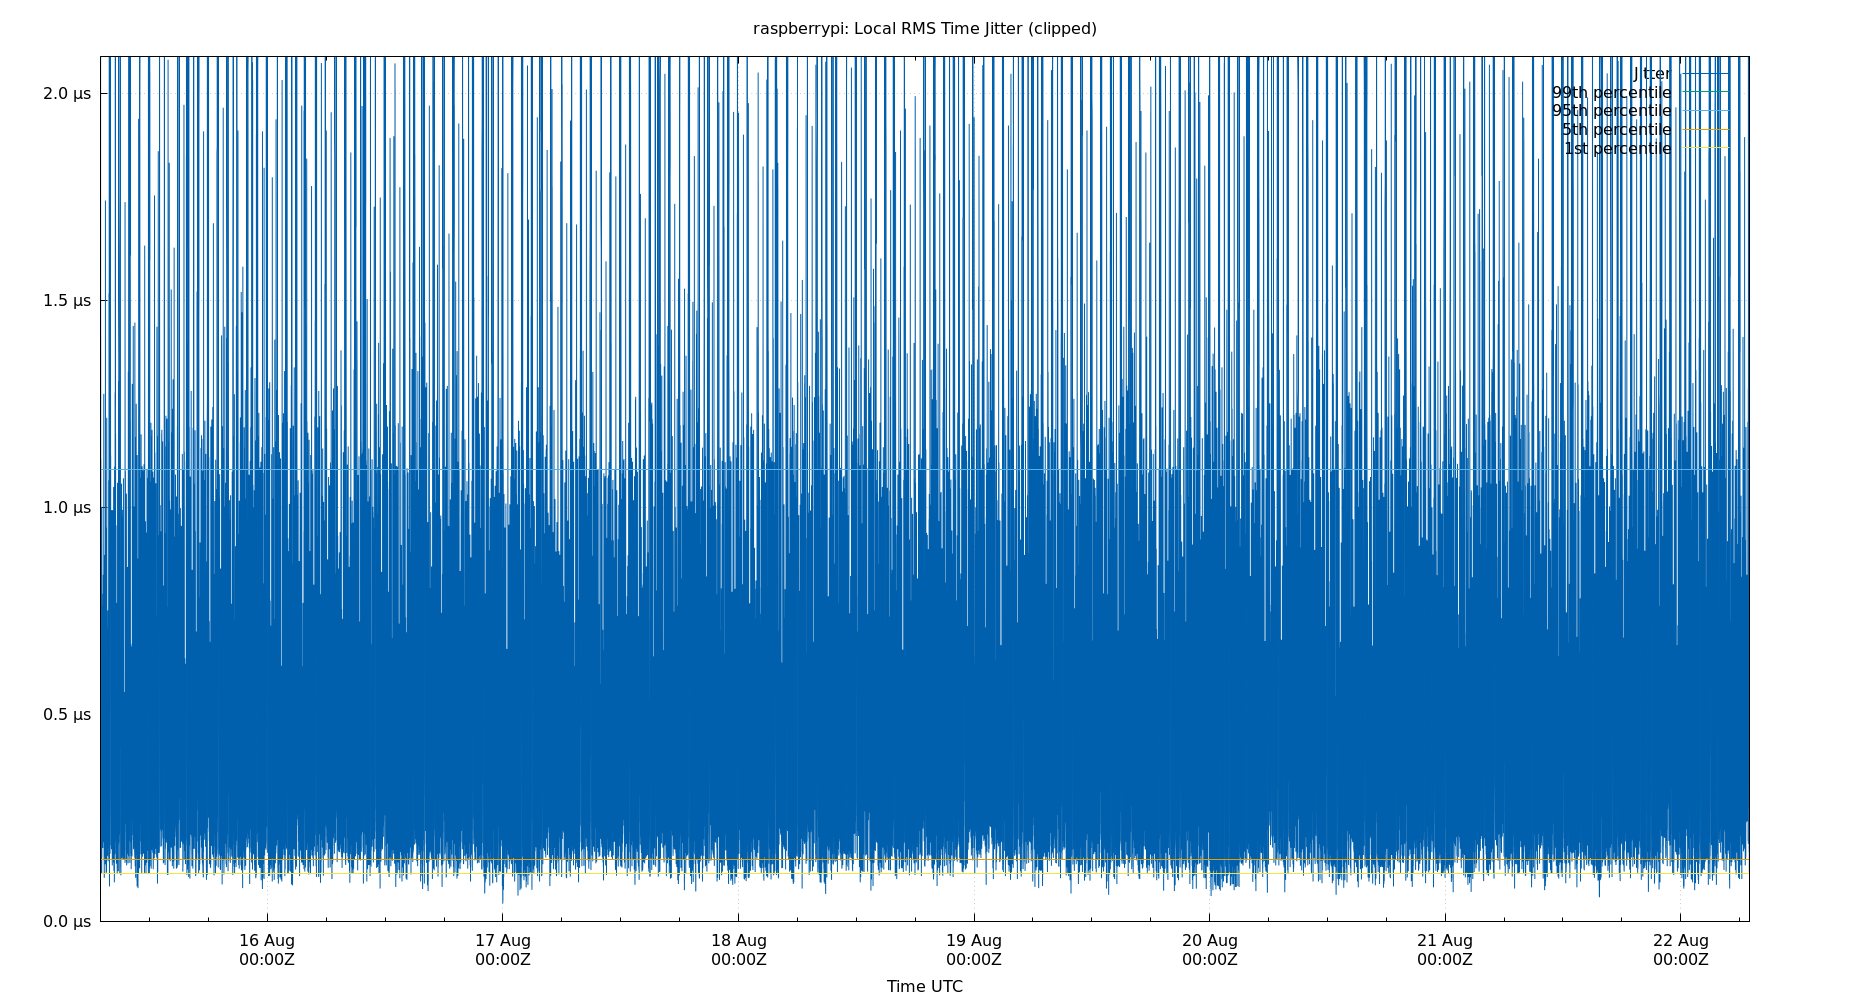 raspberrypi: Local RMS Time Jitter (clipped)
2.0 µs
1.5 µs
1.0 µs
0.5 µs
0.0 µs
Jitter
99th percentile
95th percentile
5th percentile
1st percentile
16 Aug 17 Aug 18 Aug 19 Aug 20 Aug 21 Aug 22 Aug
00:00Z 00:00Z 00:00Z 00:00Z 00:00Z 00:00Z 00:00Z
Time UTC